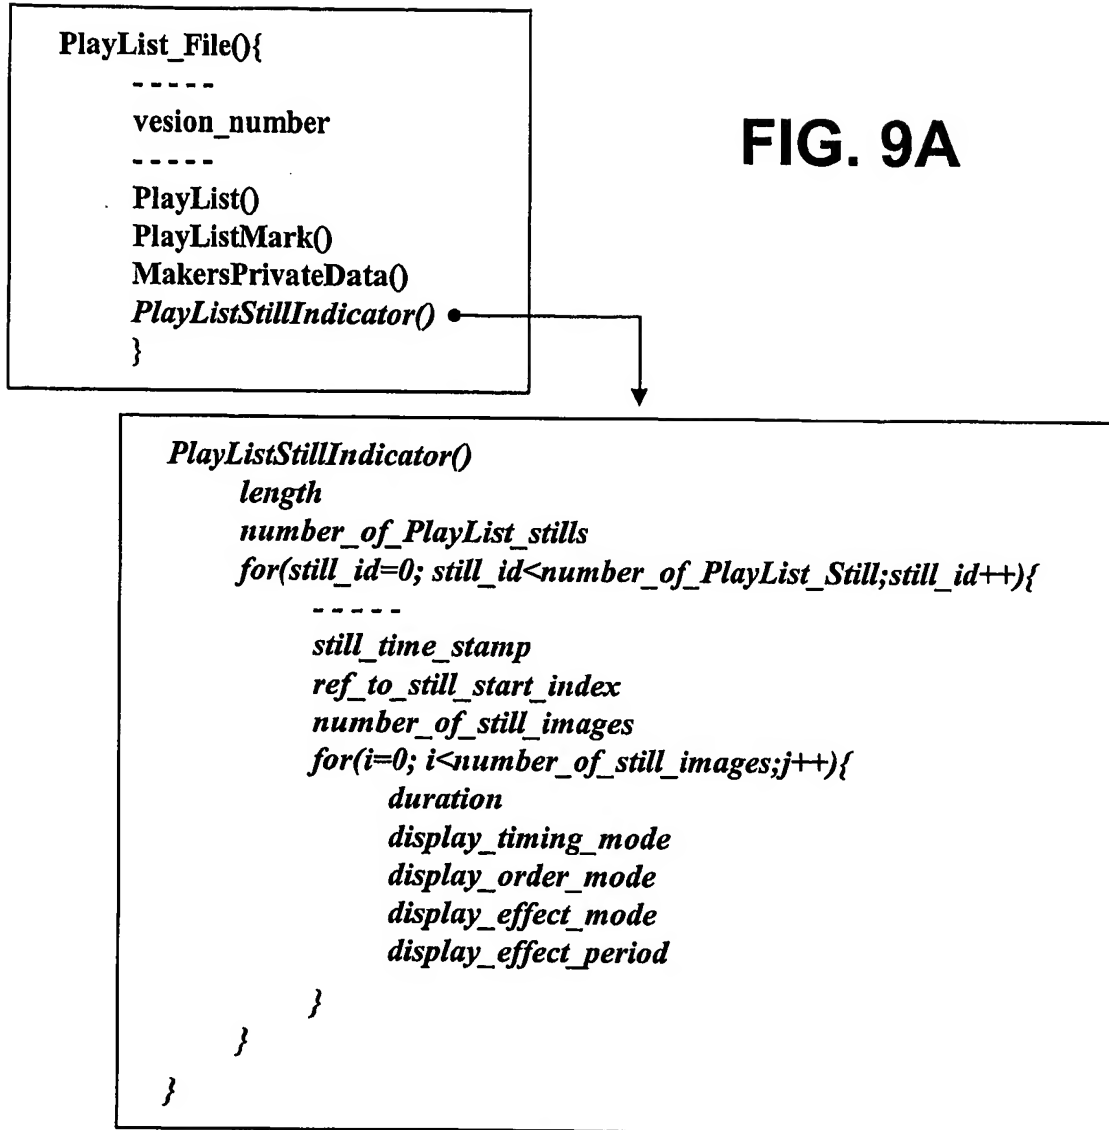 PlayList_File(){
-----
vesion_number
-----
PlayList()
PlayListMark()
MakersPrivateData()
PlayListStillIndicator()
}
FIG. 9A
PlayListStillIndicator()
length
number_of_PlayList_stills
for(still_id=0; still_id<number_of_PlayList_Still;still_id++){
-----
still_time_stamp
ref_to_still_start_index
number_of_still_images
for(i=0; i<number_of_still_images;j++){
duration
display_timing_mode
display_order_mode
display_effect_mode
display_effect_period
}
}
}